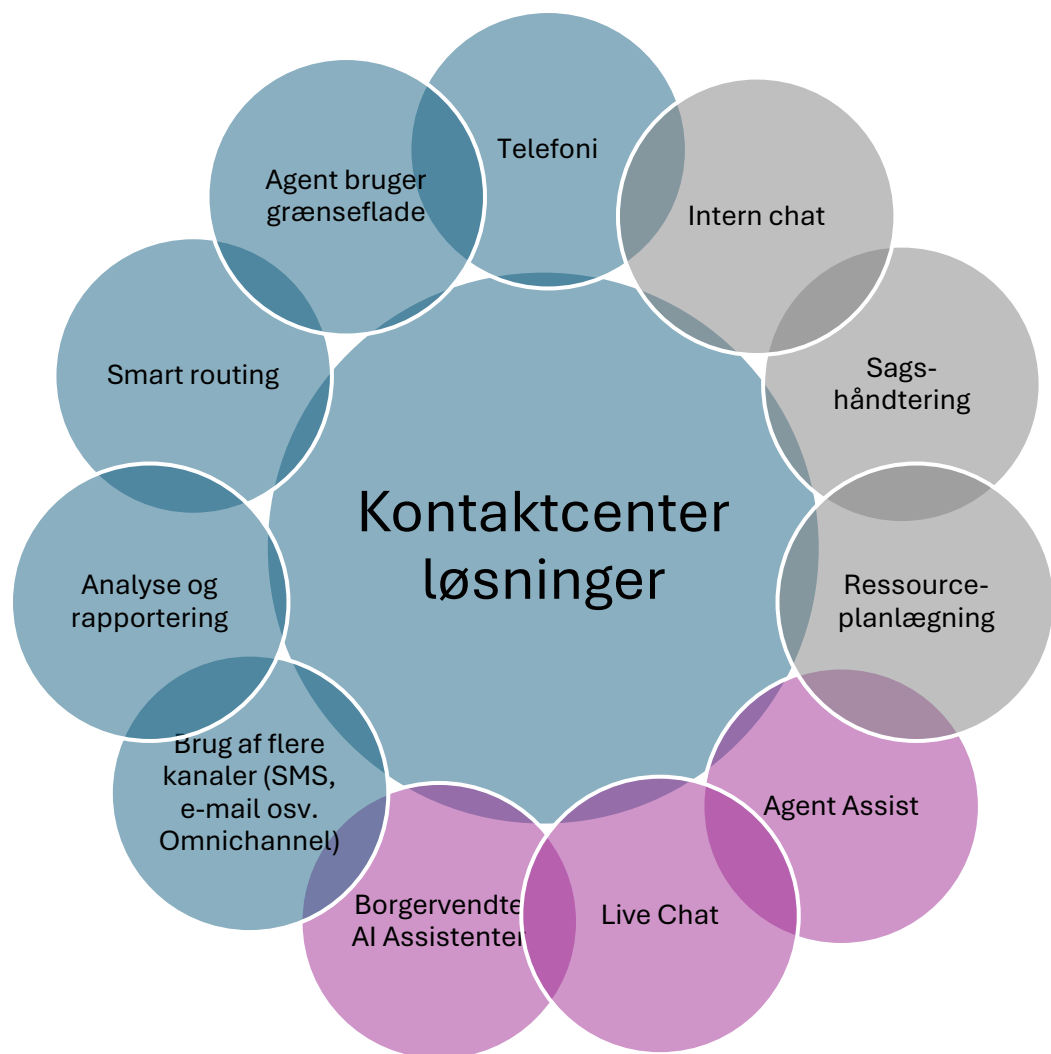 Telefoni
Intern chat
Sags-
håndtering
Ressource-
planlægning
Agent Assist
Live Chat
Borgervendte
AI Assistenter
Brug af flere
kanaler (SMS,
e-mail osv.
Omnichannel)
Analyse og
rapportering
Smart routing
Agent bruger
grænseflade
Kontaktcenter
løsninger